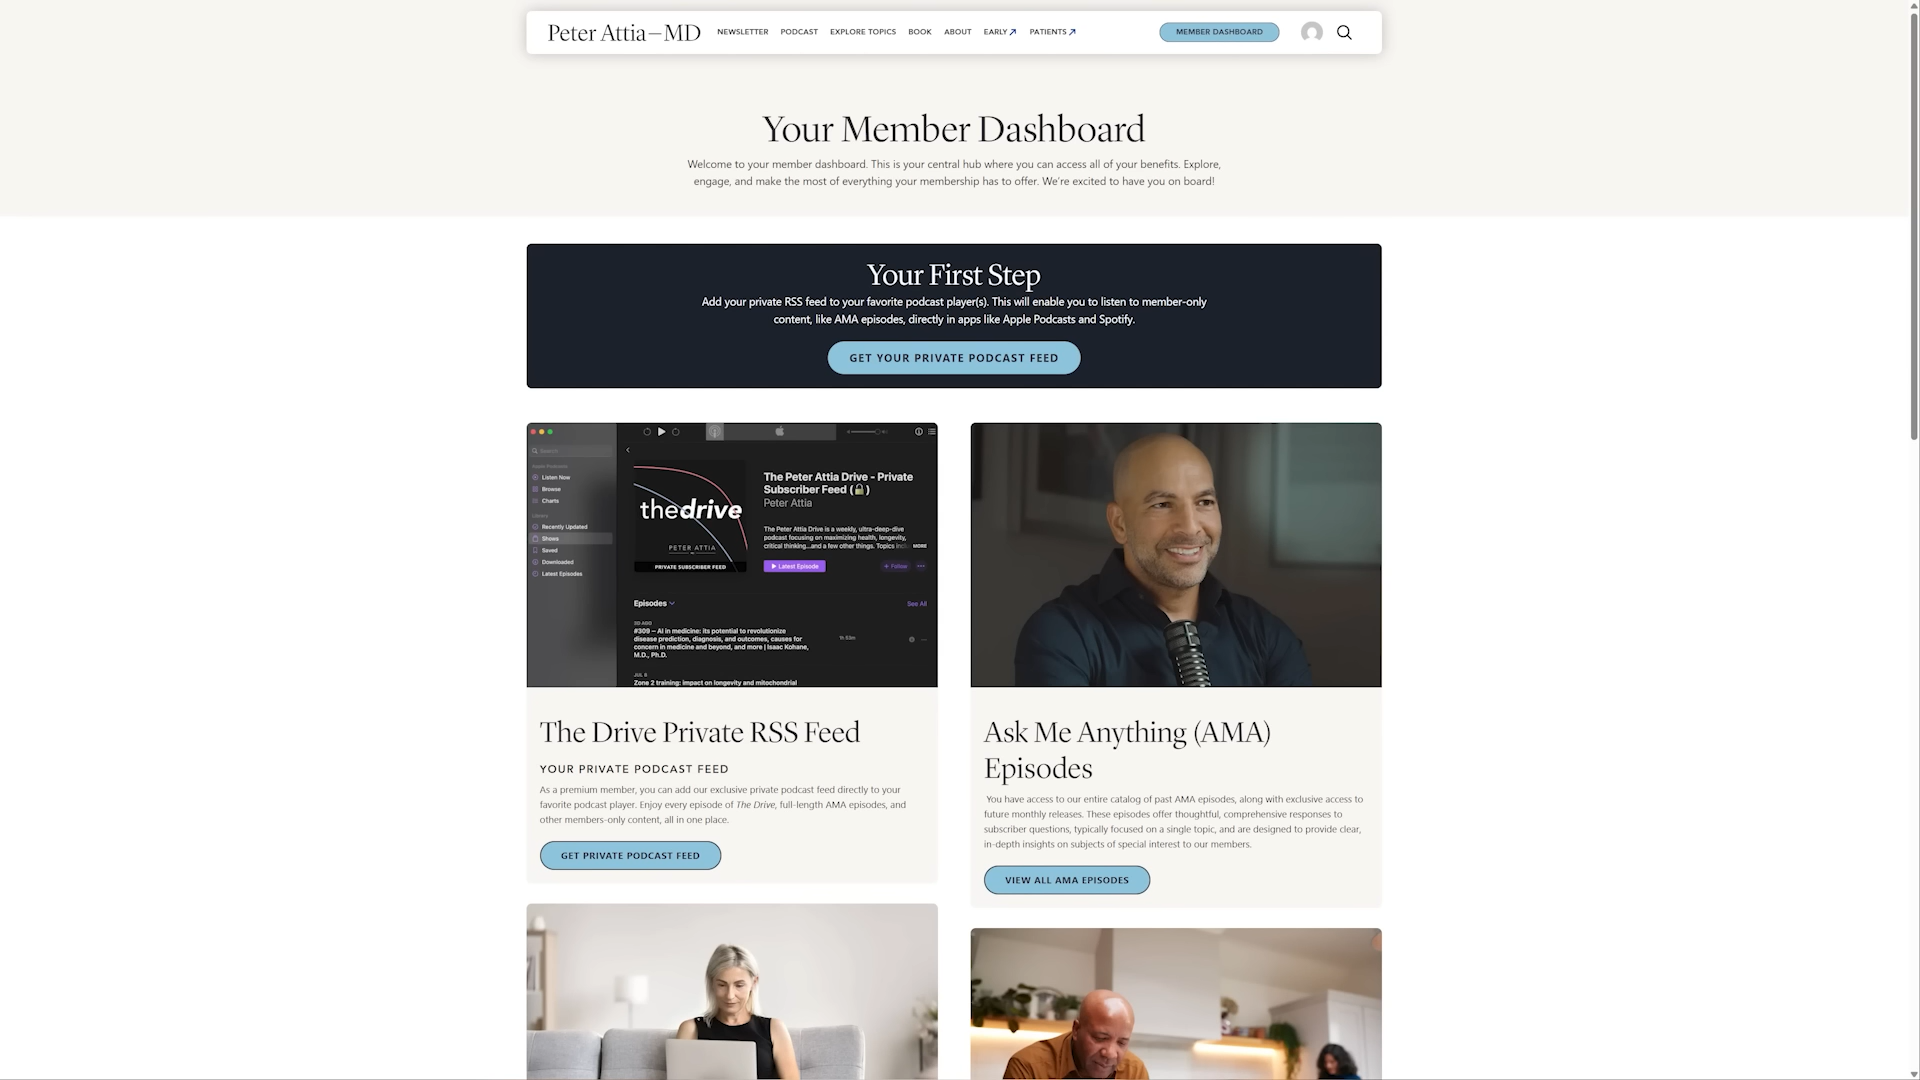 Peter Attia—MD
NEWSLETTER
PODCAST
EXPLORE TOPICS
BOOK
ABOUT
EARLY
PATIENTS
MEMBER DASHBOARD
Your Member Dashboard
Welcome to your member dashboard. This is your central hub where you can access all of your benefits. Explore,
engage, and make the most of everything your membership has to offer. We're excited to have you on board!
Your First Step
Add your private RSS feed to your favorite podcast player(s). This will enable you to listen to member-only
content, like AMA episodes, directly in apps like Apple Podcasts and Spotify.
GET YOUR PRIVATE PODCAST FEED
Search
Apple Podcasts
Listen Now
Browse
Charts
Library
Recently Updated
Shows
Saved
Downloaded
Latest Episodes
thedrive
PETER ATTIA
PRIVATE SUBSCRIBER FEED
The Peter Attia Drive - Private
Subscriber Feed (🔒)
Peter Attia
The Peter Attia Drive is a weekly, ultra-deep-dive
podcast focusing on maximizing health, longevity,
critical thinking...and a few other things. Topics MORE
Latest Episode
+ Follow
Episodes
See All
#309 – AI in medicine: its potential to revolutionize
disease prediction, diagnosis, and outcomes, causes for
concern in medicine and beyond, and more | Isaac Kohane,
M.D., Ph.D.
JUL 8
Zone 2 training: impact on longevity and mitochondrial
The Drive Private RSS Feed
YOUR PRIVATE PODCAST FEED
As a premium member, you can add our exclusive private podcast feed directly to your
favorite podcast player. Enjoy every episode of The Drive, full-length AMA episodes, and
other members-only content, all in one place.
GET PRIVATE PODCAST FEED
Ask Me Anything (AMA)
Episodes
You have access to our entire catalog of past AMA episodes, along with exclusive access to
future monthly releases. These episodes offer thoughtful, comprehensive responses to
subscriber questions, typically focused on a single topic, and are designed to provide clear,
in-depth insights on subjects of special interest to our members.
VIEW ALL AMA EPISODES